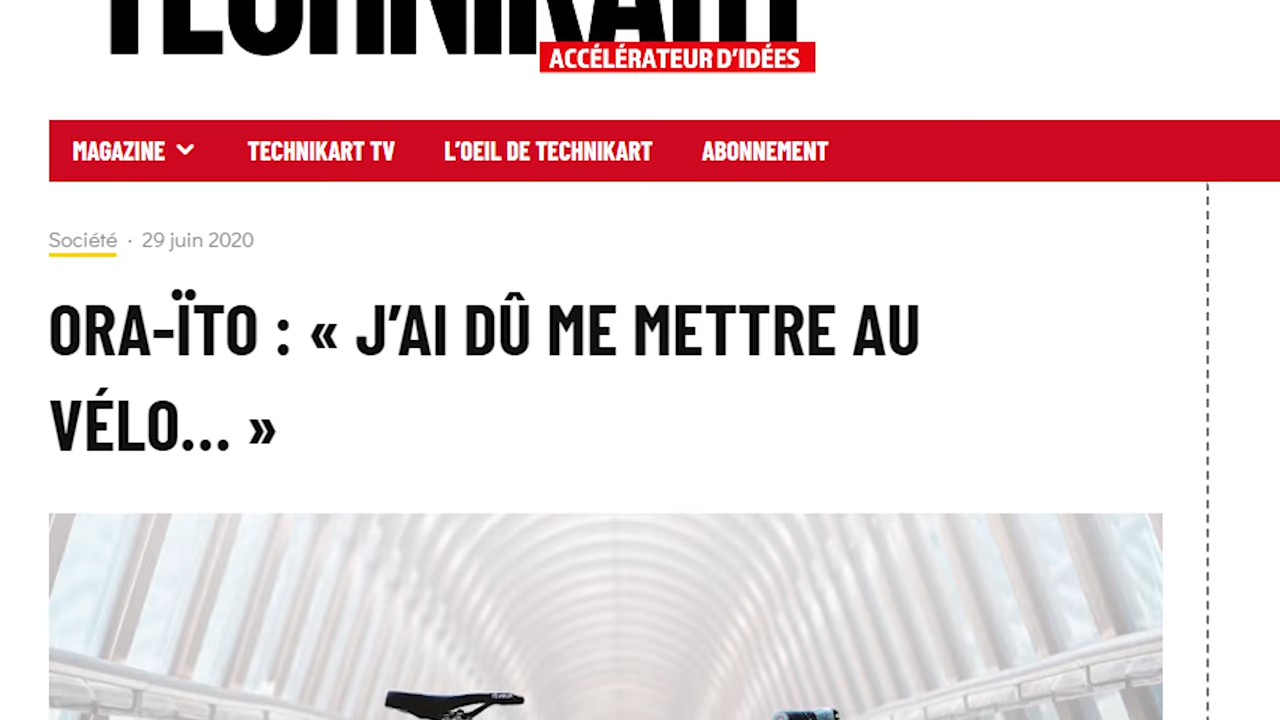 TECHNIKART
ACCÉLÉRATEUR D'IDÉES
MAGAZINE TECHNIKART TV L'OEIL DE TECHNIKART ABONNEMENT
Société · 29 juin 2020
ORA-ÏTO : « J'AI DÛ ME METTRE AU
VÉLO... »